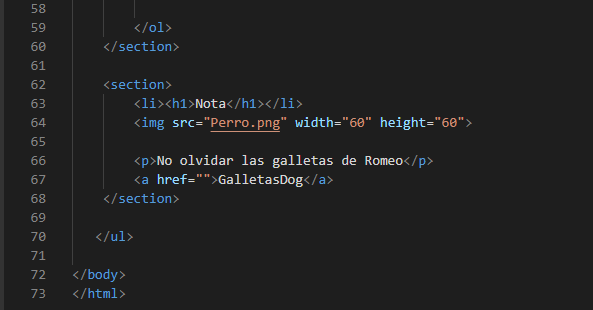 58
59 </ol>
60 </section>
61
62 <section>
63 <li><h1>Nota</h1></li>
64 <img src="Perro.png" width="60" height="60">
65
66 <p>No olvidar las galletas de Romeo</p>
67 <a href="">GalletasDog</a>
68 </section>
69
70 </ul>
71
72 </body>
73 </html>